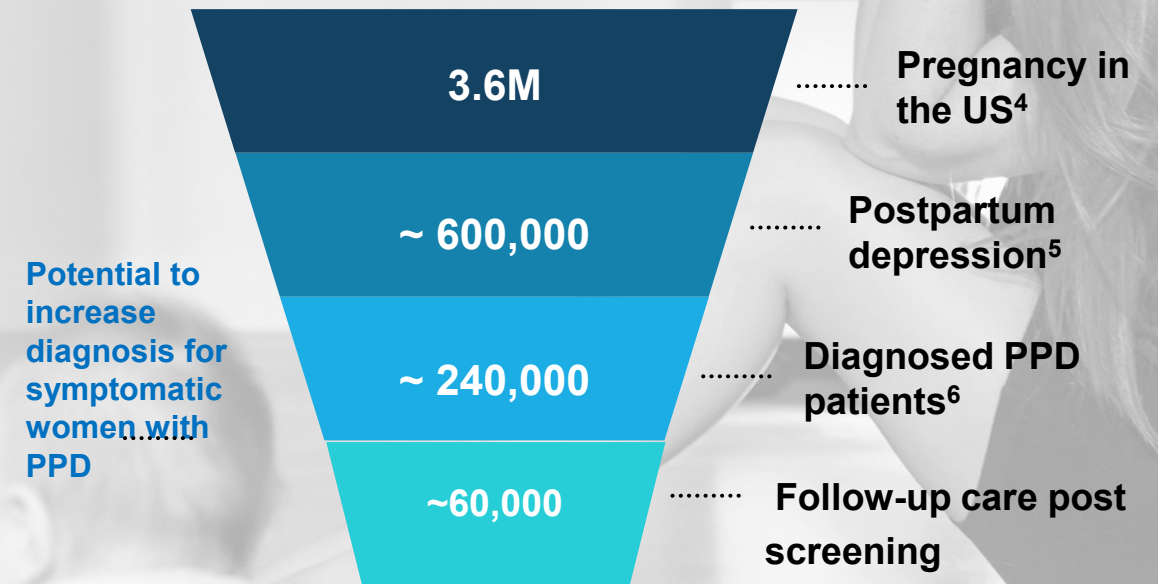 3.6M
Pregnancy in
the US⁴
~ 600,000
Postpartum
depression⁵
Potential to
increase
diagnosis for
symptomatic
women with
PPD
~ 240,000
Diagnosed PPD
patients⁶
~60,000
Follow-up care post
screening